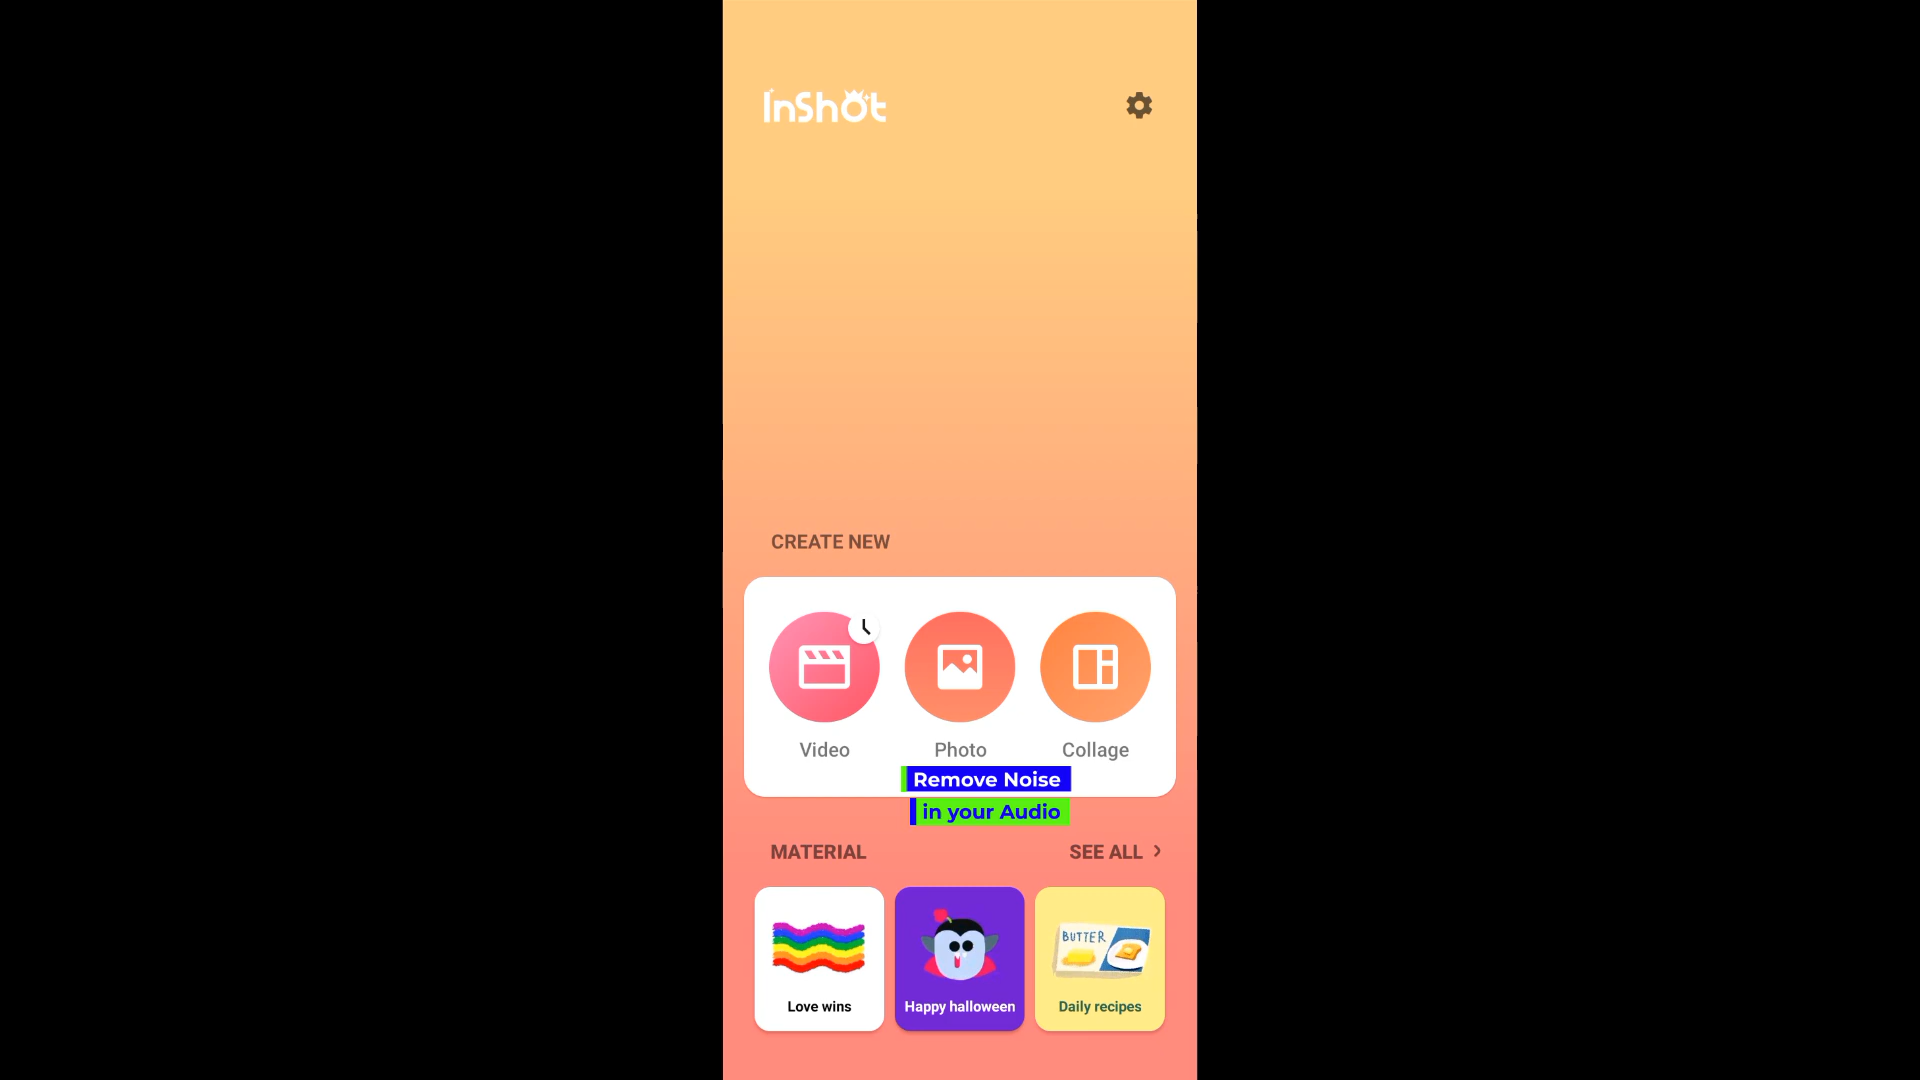 InShOt
CREATE NEW
Video
Photo
Collage
Remove Noise
in your Audio
MATERIAL
SEE ALL >
BUTTER
Love wins
Happy halloween
Daily recipes